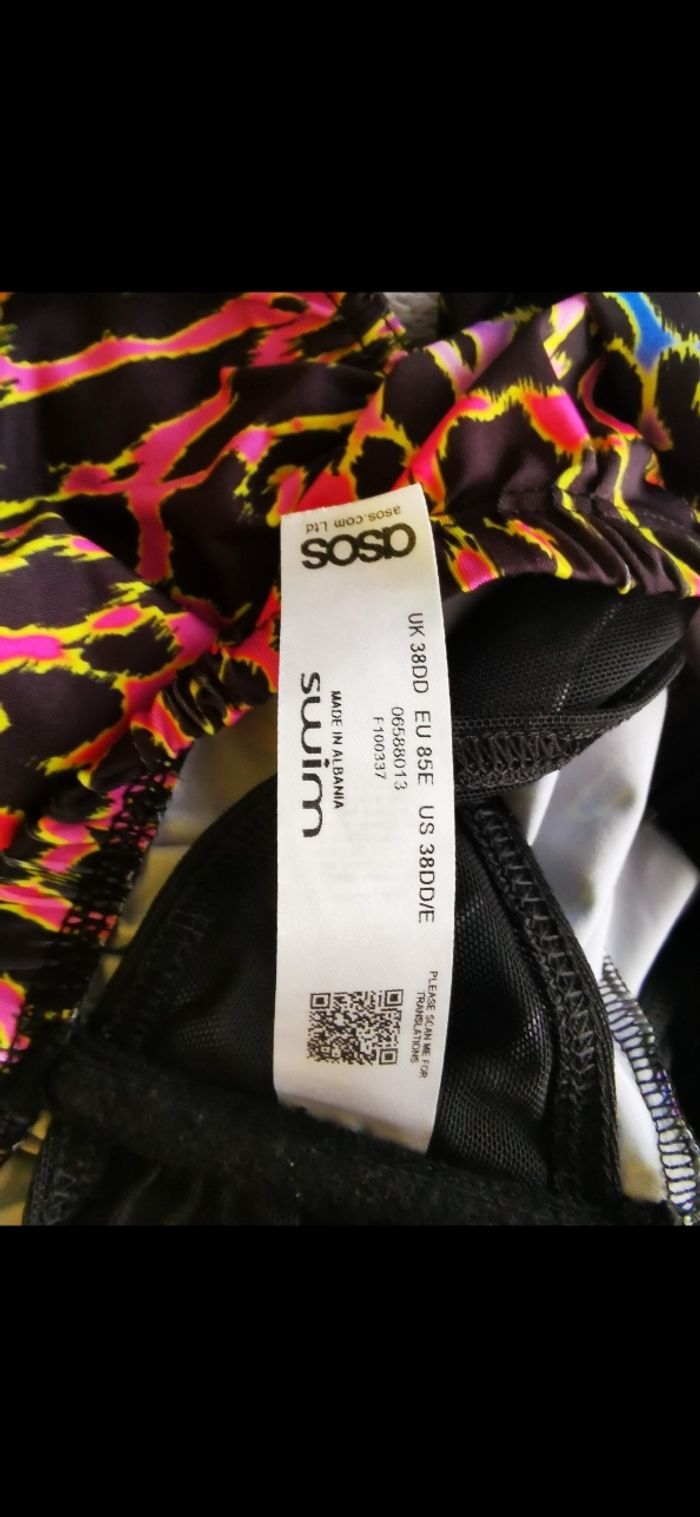 asos
asos.com Ltd
UK 38DD EU 85E US 38DD/E
06588013
F100337
MADE IN ALBANIA
swim
PLEASE SCAN ME FOR
TRANSLATIONS